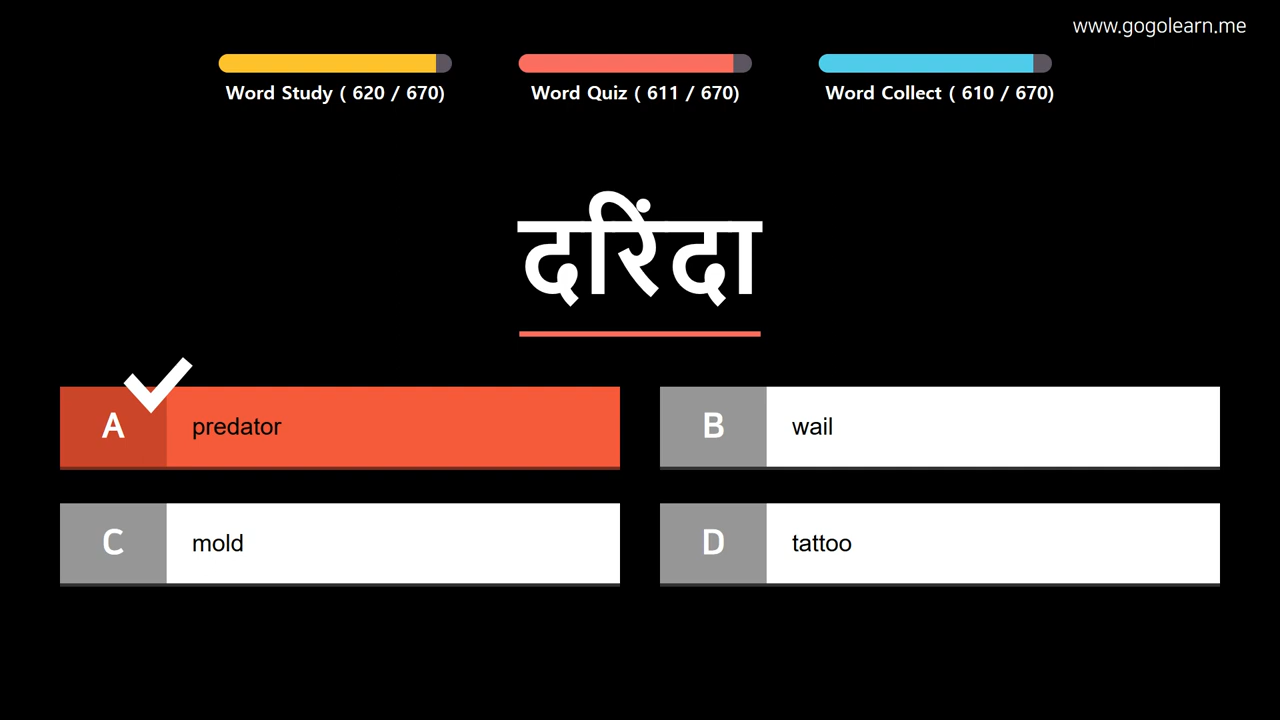 www.gogolearn.me
Word Study ( 620 / 670)
Word Quiz ( 611 / 670)
Word Collect ( 610 / 670)
दरिंदा
A predator
B wail
C mold
D tattoo